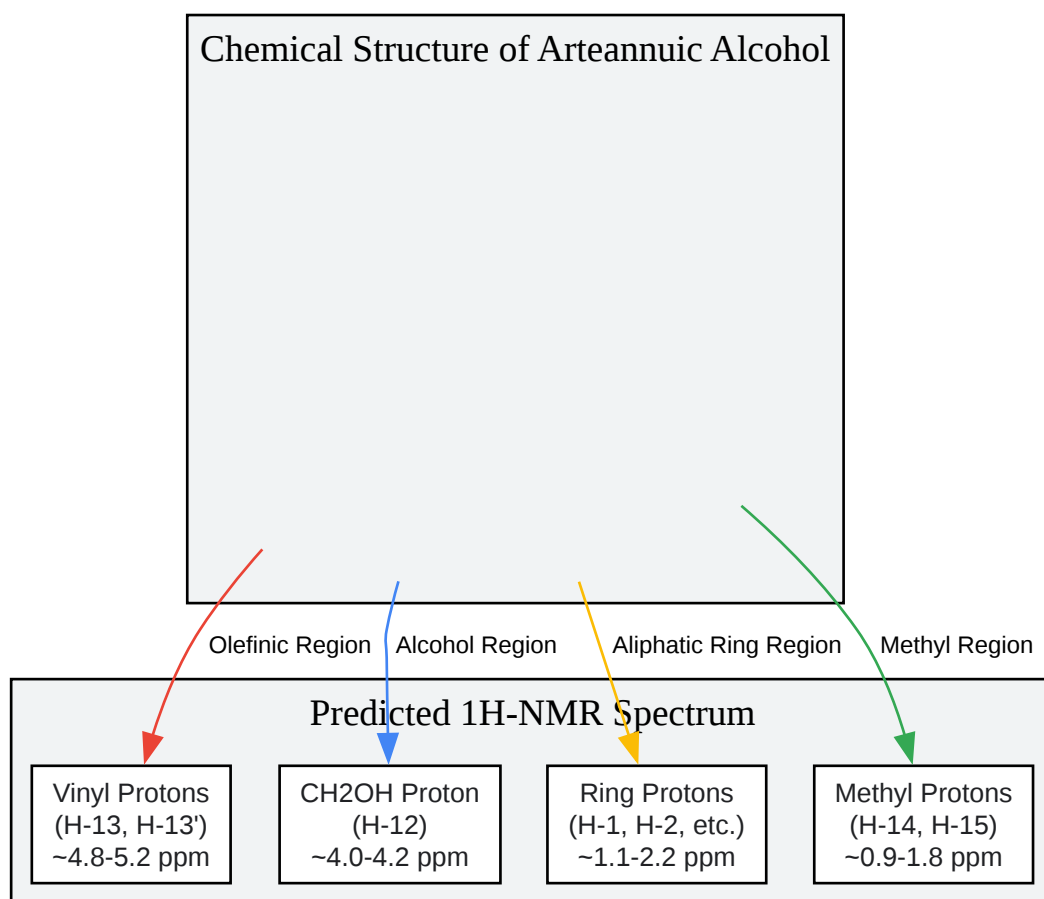 Chemical Structure of Arteannuic Alcohol
Olefinic Region
Alcohol Region
Aliphatic Ring Region
Methyl Region
Predicted 1H-NMR Spectrum
Vinyl Protons
(H-13, H-13')
~4.8-5.2 ppm
CH2OH Proton
(H-12)
~4.0-4.2 ppm
Ring Protons
(H-1, H-2, etc.)
~1.1-2.2 ppm
Methyl Protons
(H-14, H-15)
~0.9-1.8 ppm